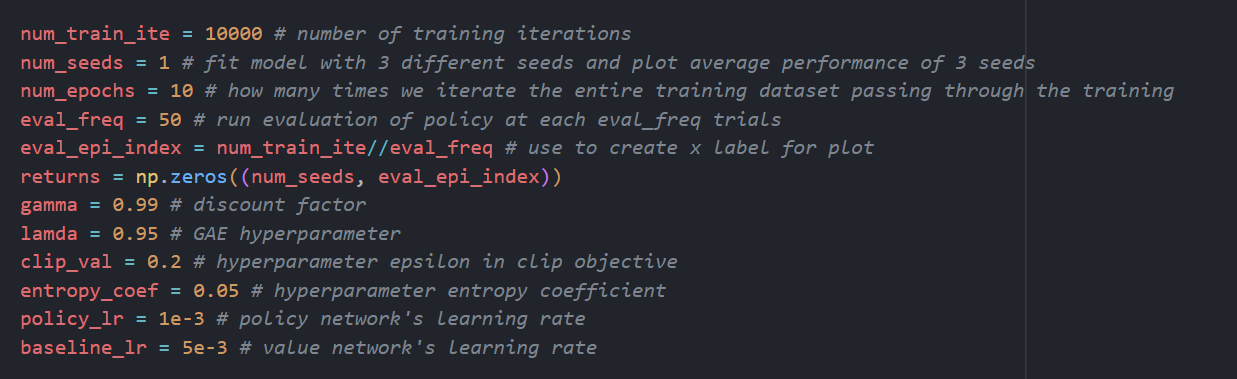 num_train_ite = 10000 # number of training iterations
num_seeds = 1 # fit model with 3 different seeds and plot average performance of 3 seeds
num_epochs = 10 # how many times we iterate the entire training dataset passing through the training
eval_freq = 50 # run evaluation of policy at each eval_freq trials
eval_epi_index = num_train_ite//eval_freq # use to create x label for plot
returns = np.zeros((num_seeds, eval_epi_index))
gamma = 0.99 # discount factor
lamda = 0.95 # GAE hyperparameter
clip_val = 0.2 # hyperparameter epsilon in clip objective
entropy_coef = 0.05 # hyperparameter entropy coefficient
policy_lr = 1e-3 # policy network's learning rate
baseline_lr = 5e-3 # value network's learning rate